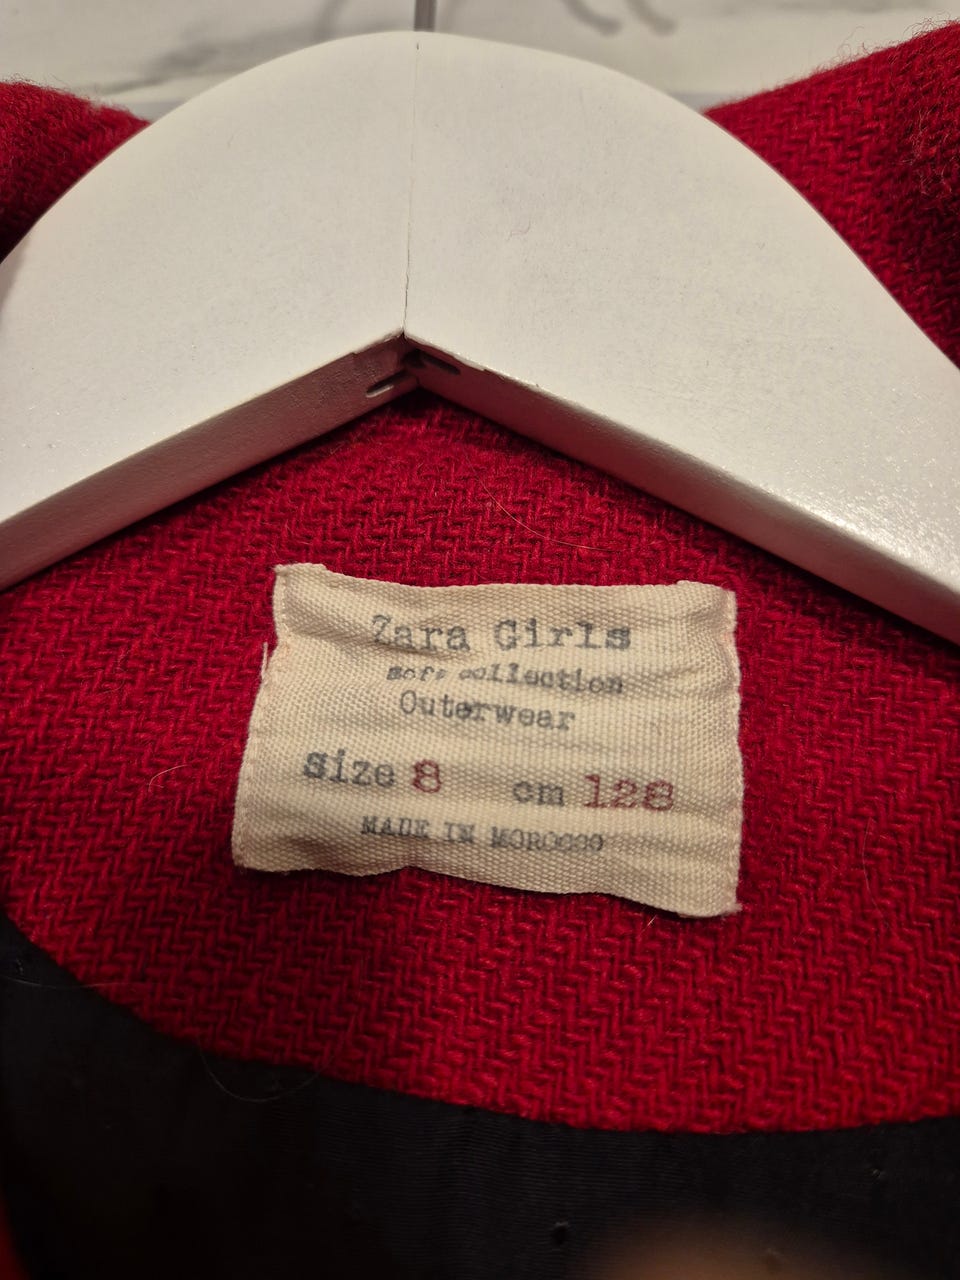 Zara Girls
soft collection
Outerwear
size 8 cm 128
MADE IN MOROCCO